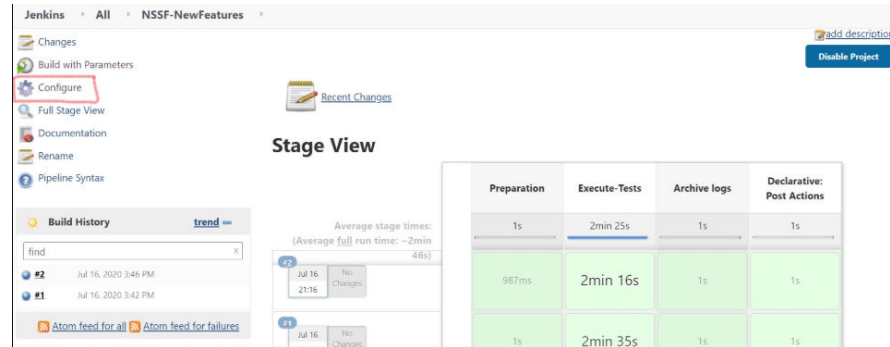 Jenkins All NSSF-NewFeatures
add description
Disable Project
Changes
Build with Parameters
Configure
Full Stage View
Documentation
Rename
Pipeline Syntax
Build History trend
find x
#2 Jul 16, 2020 3:46 PM
#1 Jul 16, 2020 3:42 PM
Atom feed for all Atom feed for failures
Recent Changes
Stage View
Preparation Execute-Tests Archive logs Declarative: Post Actions
Average stage times: 1s 2min 25s 1s 1s
(Average full run time: ~2min
46s)
#2
Jul 16 No
21:16 Changes
987ms 2min 16s 1s 1s
#1
Jul 16 No
Changes
1s 2min 35s 1s 1s